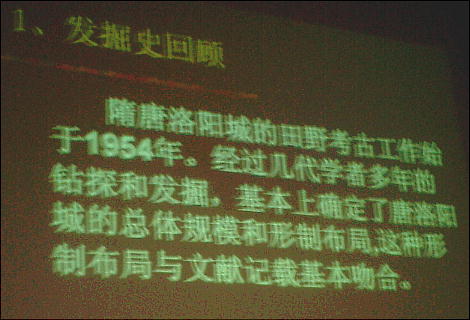 1、发掘史回顾
隋唐洛阳城的田野考古工作始
于1954年。经过几代学者多年的
钻探和发掘，基本上确定了唐洛阳
城的总体规模和形制布局,这种形
制布局与文献记载基本吻合。